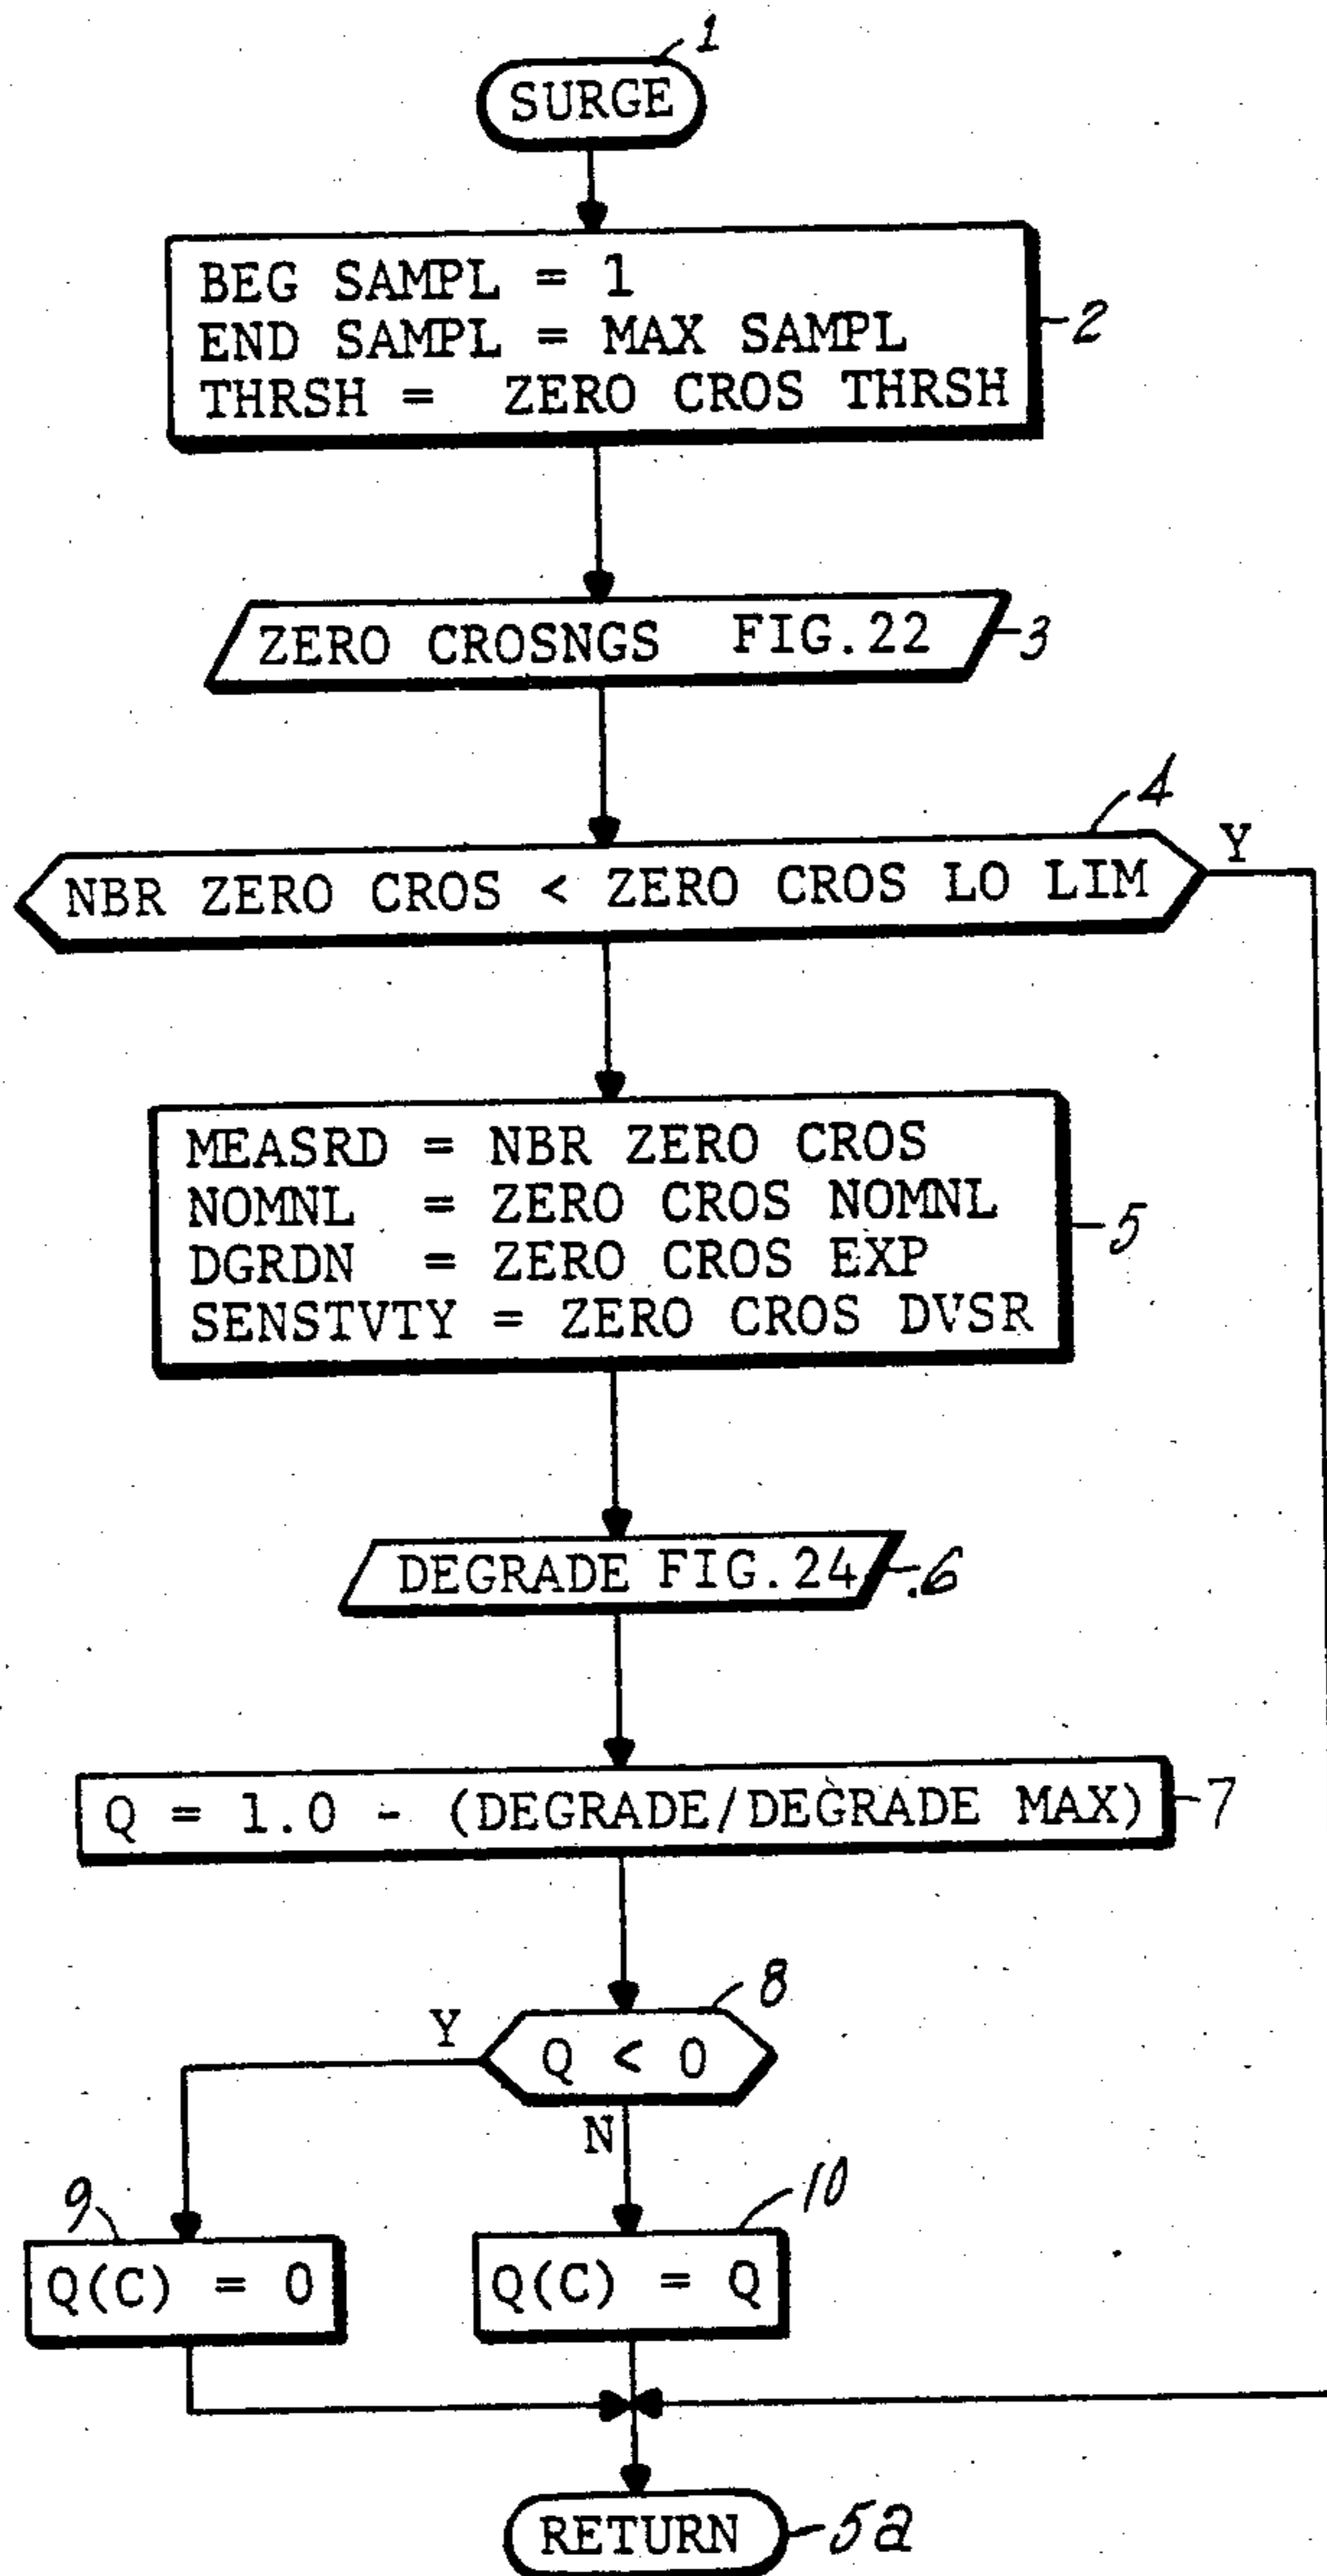 1
SURGE
BEG SAMPL = 1
END SAMPL = MAX SAMPL
THRSH = ZERO CROS THRSH
2
ZERO CROSNGS FIG.22
3
4
NBR ZERO CROS < ZERO CROS LO LIM
Y
MEASRD = NBR ZERO CROS
NOMNL = ZERO CROS NOMNL
DGRDN = ZERO CROS EXP
SENSTVTY = ZERO CROS DVSR
5
DEGRADE FIG.24
6
Q = 1.0 - (DEGRADE/DEGRADE MAX)
7
8
Y
Q < 0
N
9
10
Q(C) = 0
Q(C) = Q
RETURN
5a